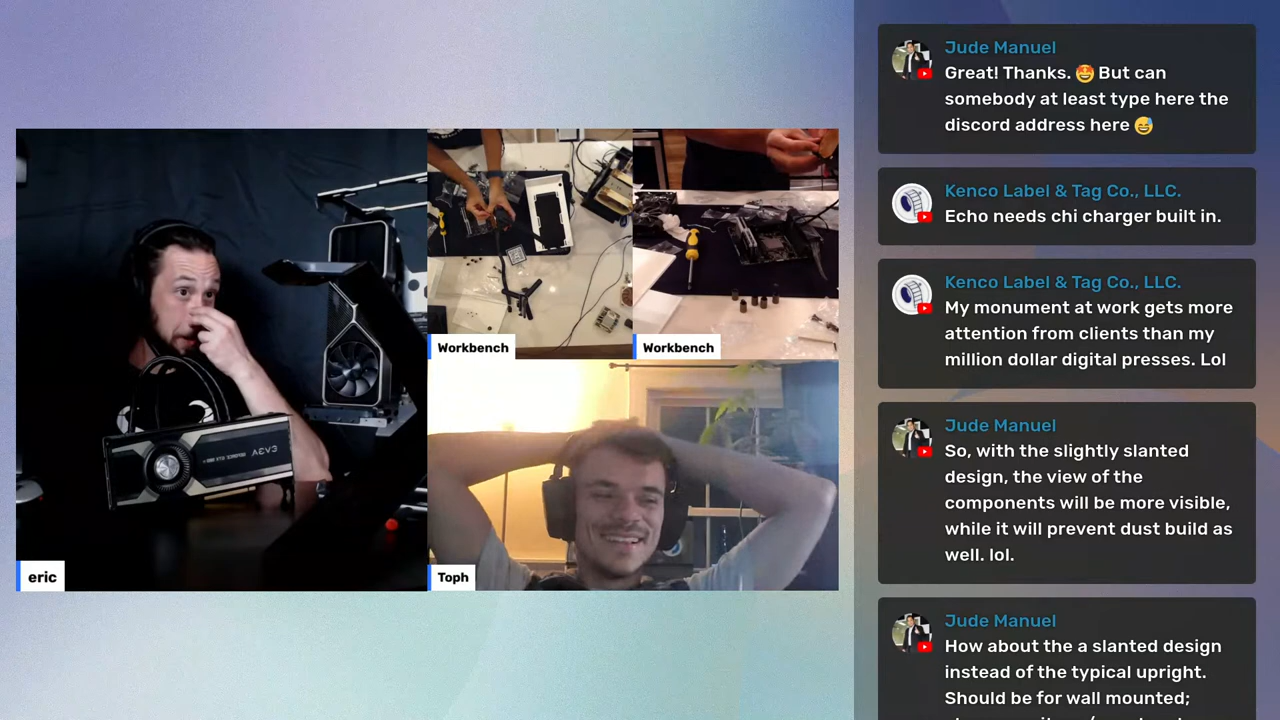 Jude Manuel
Great! Thanks. 🤩 But can
somebody at least type here the
discord address here 😅
Kenco Label & Tag Co., LLC.
Echo needs chi charger built in.
Kenco Label & Tag Co., LLC.
My monument at work gets more
attention from clients than my
million dollar digital presses. Lol
Jude Manuel
So, with the slightly slanted
design, the view of the
components will be more visible,
while it will prevent dust build as
well. lol.
Jude Manuel
How about the a slanted design
instead of the typical upright.
Should be for wall mounted;
Workbench
Workbench
eric
Toph